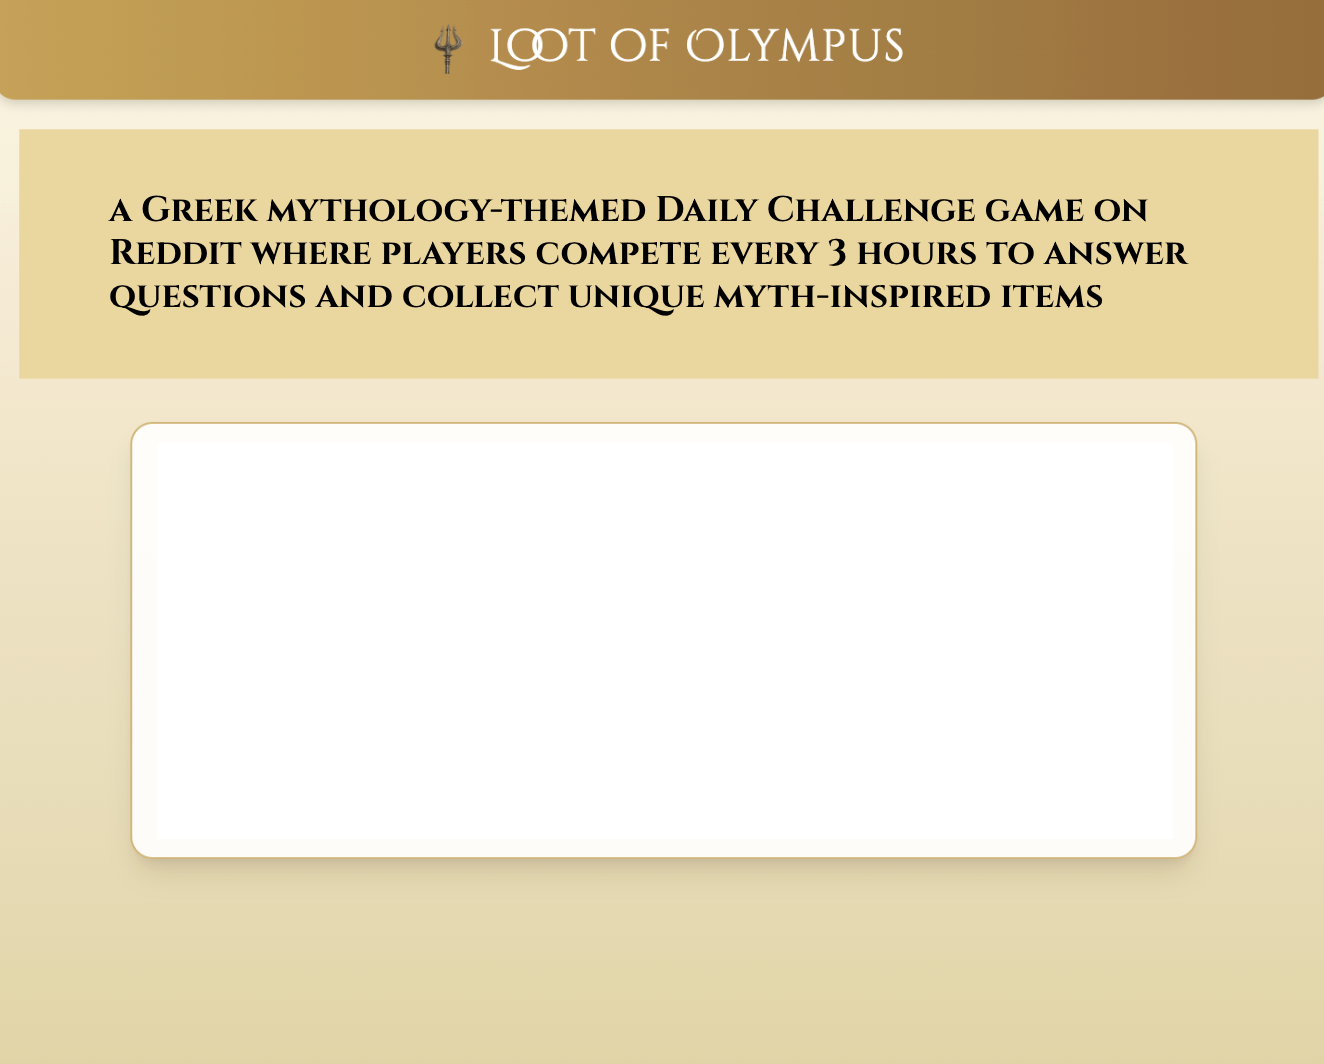 Loot of Olympus
a Greek mythology-themed Daily Challenge game on
Reddit where players compete every 3 hours to answer
questions and collect unique myth-inspired items